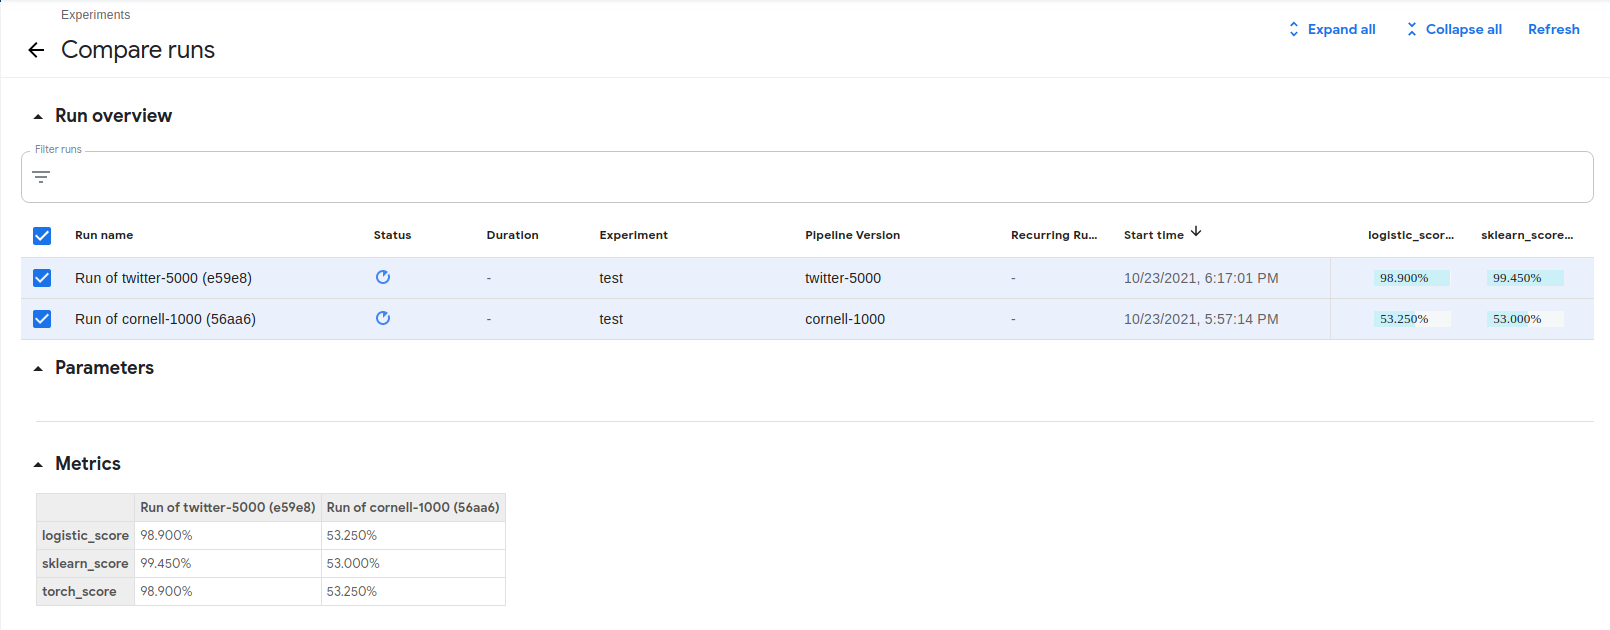 Experiments
Compare runs
Expand all Collapse all Refresh
Run overview
Filter runs
Run name Status Duration Experiment Pipeline Version Recurring Ru... Start time logistic_scor... sklearn_score...
Run of twitter-5000 (e59e8) - test twitter-5000 - 10/23/2021, 6:17:01 PM 98.900% 99.450%
Run of cornell-1000 (56aa6) - test cornell-1000 - 10/23/2021, 5:57:14 PM 53.250% 53.000%
Parameters
Metrics
Run of twitter-5000 (e59e8) Run of cornell-1000 (56aa6)
logistic_score 98.900% 53.250%
sklearn_score 99.450% 53.000%
torch_score 98.900% 53.250%